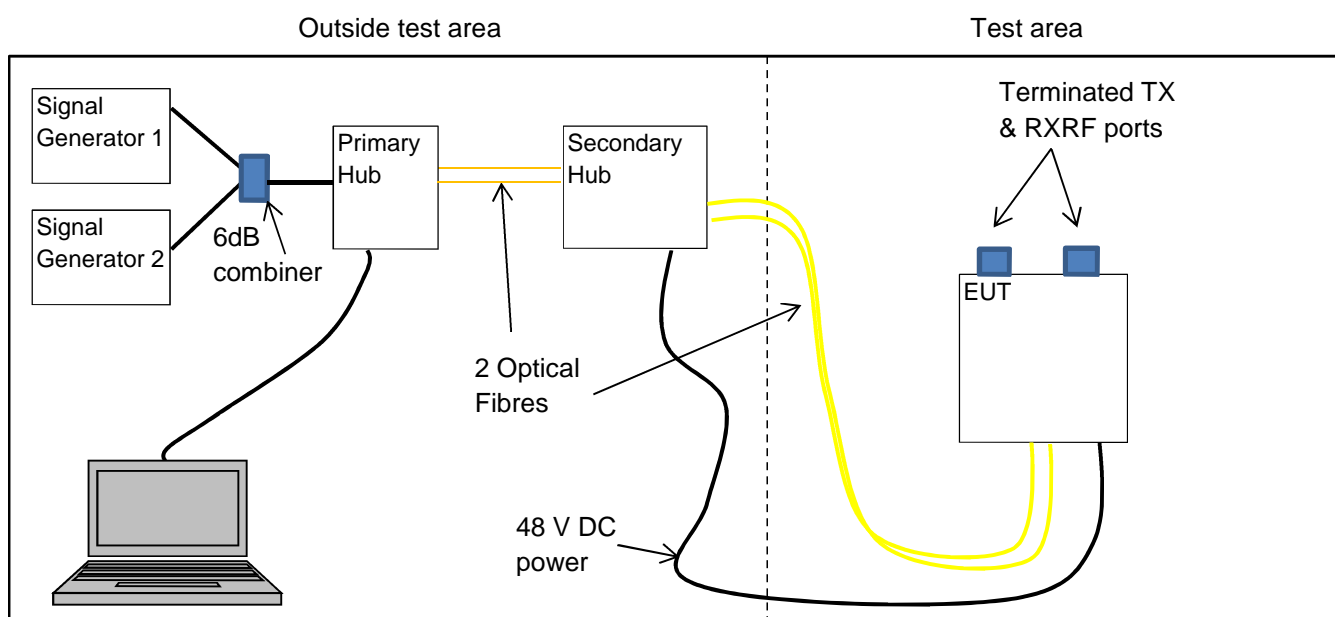 Outside test area
Test area
Signal
Generator 1
Signal
Generator 2
6dB
combiner
Primary
Hub
Secondary
Hub
Terminated TX
& RXRF ports
EUT
2 Optical
Fibres
48 V DC
power